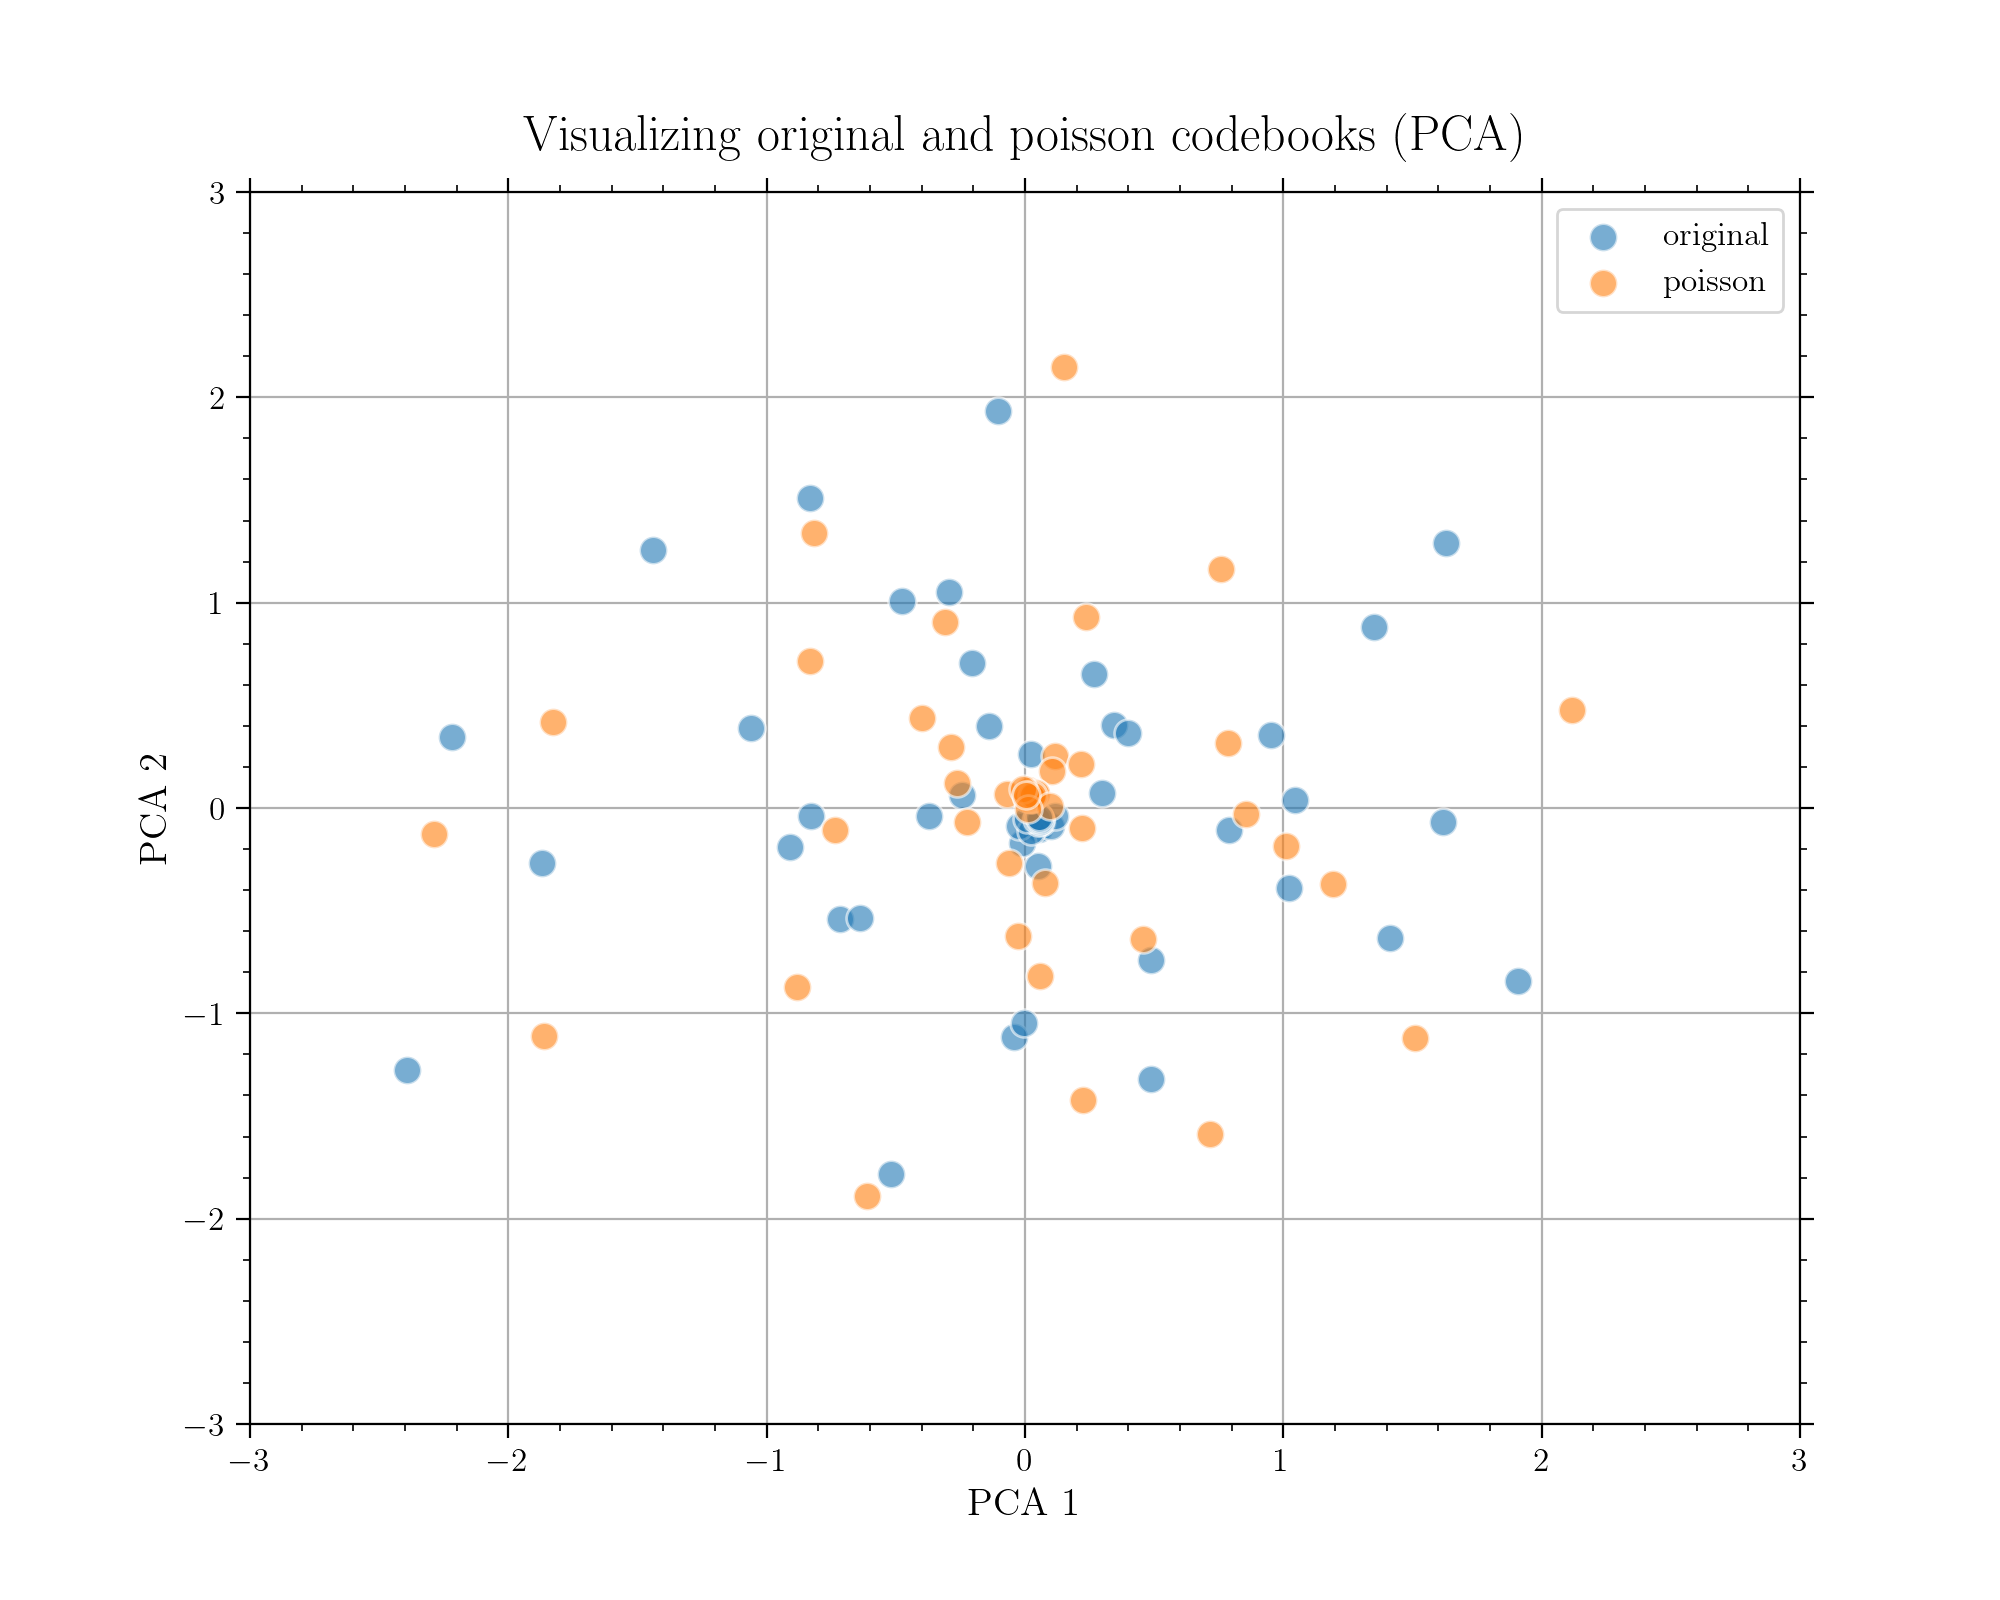 Visualizing original and poisson codebooks (PCA)
original
poisson
3
2
1
0
−1
−2
−3
PCA 2
−3
−2
−1
0
1
2
3
PCA 1